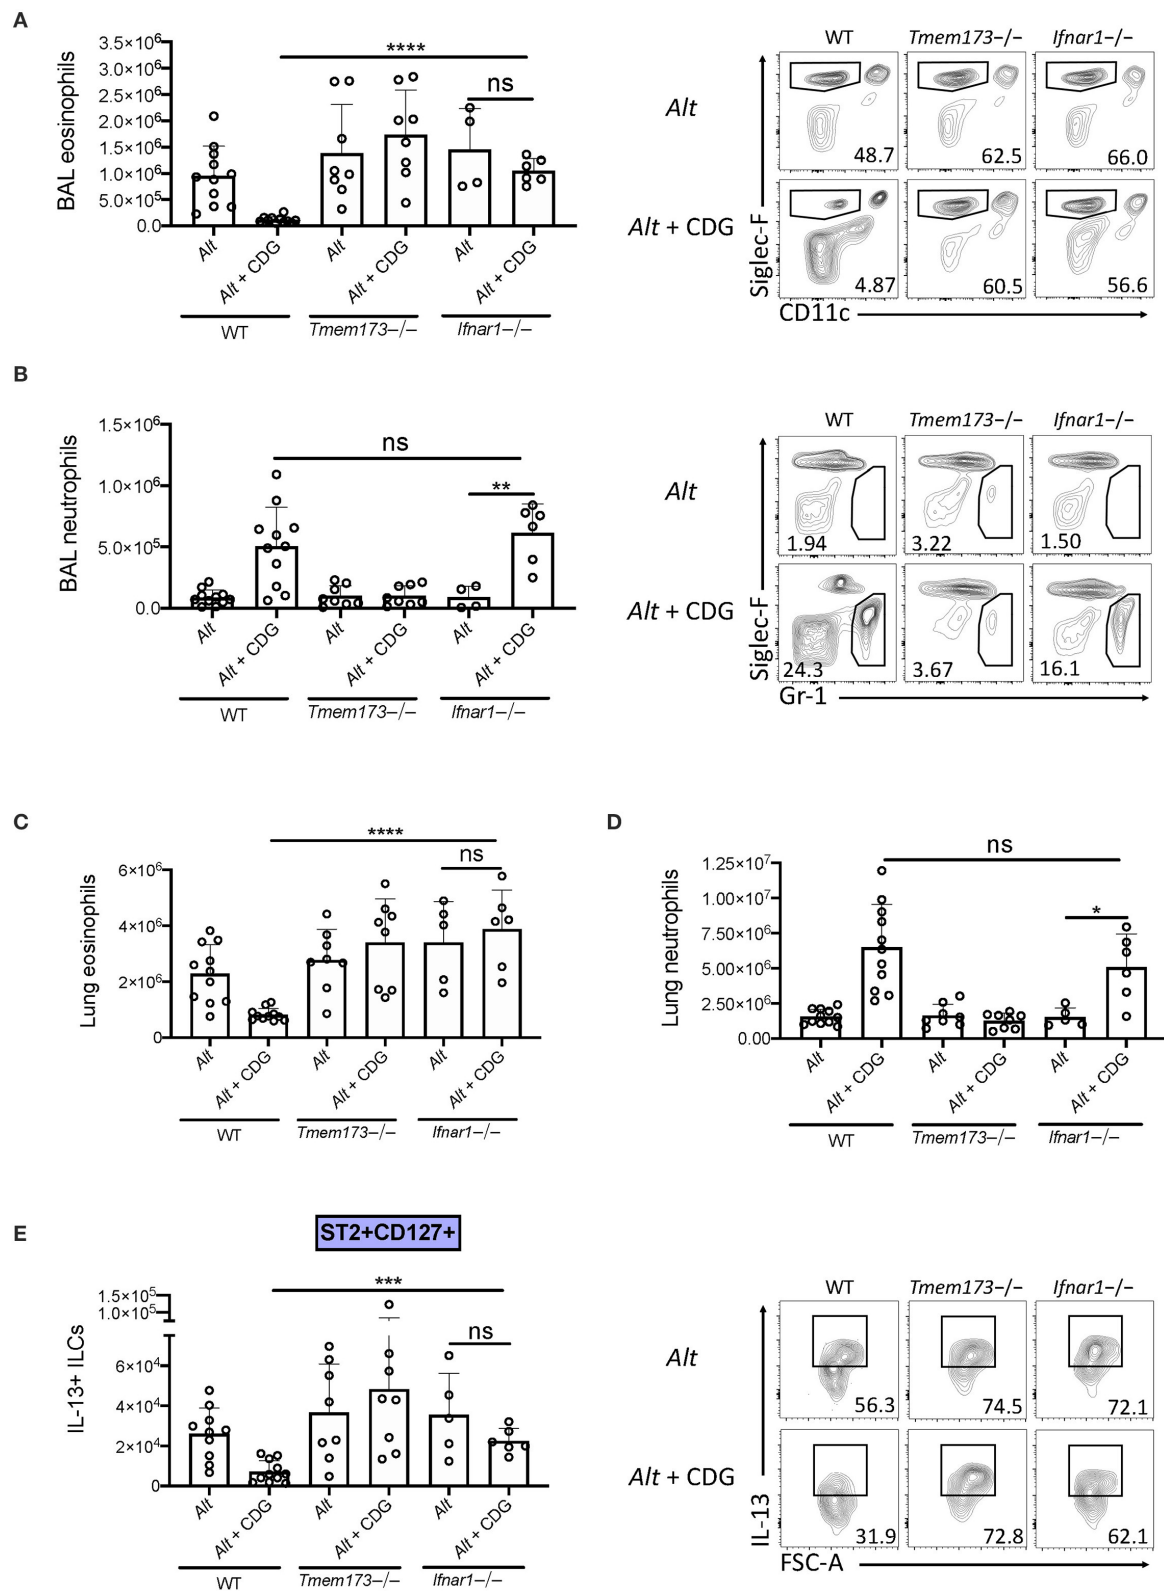 A
BAL eosinophils
3.5×10⁶
3.0×10⁶
2.5×10⁶
2.0×10⁶
1.5×10⁶
1.0×10⁶
5.0×10⁵
0.0
****
ns
Alt
Alt + CDG
Alt
Alt + CDG
Alt
Alt + CDG
WT
Tmem173−/−
Ifnar1−/−
WT
Tmem173−/−
Ifnar1−/−
Alt
48.7
62.5
66.0
Alt + CDG
4.87
60.5
56.6
Siglec-F
CD11c
B
BAL neutrophils
1.5×10⁶
1.0×10⁶
5.0×10⁵
0.0
ns
**
Alt
Alt + CDG
Alt
Alt + CDG
Alt
Alt + CDG
WT
Tmem173−/−
Ifnar1−/−
WT
Tmem173−/−
Ifnar1−/−
Alt
1.94
3.22
1.50
Alt + CDG
24.3
3.67
16.1
Siglec-F
Gr-1
C
Lung eosinophils
6×10⁶
4×10⁶
2×10⁶
0
****
ns
Alt
Alt + CDG
Alt
Alt + CDG
Alt
Alt + CDG
WT
Tmem173−/−
Ifnar1−/−
D
Lung neutrophils
1.25×10⁷
1.00×10⁷
7.50×10⁶
5.00×10⁶
2.50×10⁶
0.00
ns
*
Alt
Alt + CDG
Alt
Alt + CDG
Alt
Alt + CDG
WT
Tmem173−/−
Ifnar1−/−
E
ST2+CD127+
IL-13+ ILCs
1.5×10⁵
1.0×10⁵
6×10⁴
4×10⁴
2×10⁴
0
***
ns
Alt
Alt + CDG
Alt
Alt + CDG
Alt
Alt + CDG
WT
Tmem173−/−
Ifnar1−/−
WT
Tmem173−/−
Ifnar1−/−
Alt
56.3
74.5
72.1
Alt + CDG
31.9
72.8
62.1
IL-13
FSC-A